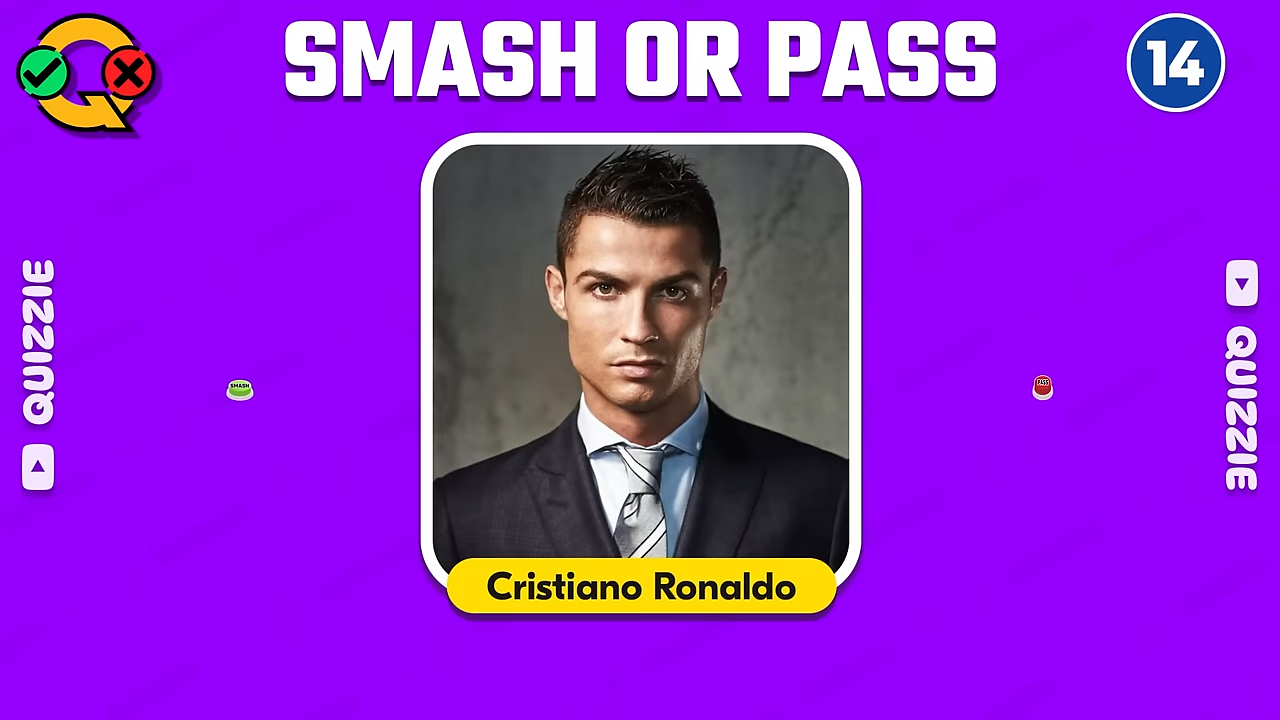 SMASH OR PASS
14
QUIZZIE
SMASH
PASS
QUIZZIE
Cristiano Ronaldo